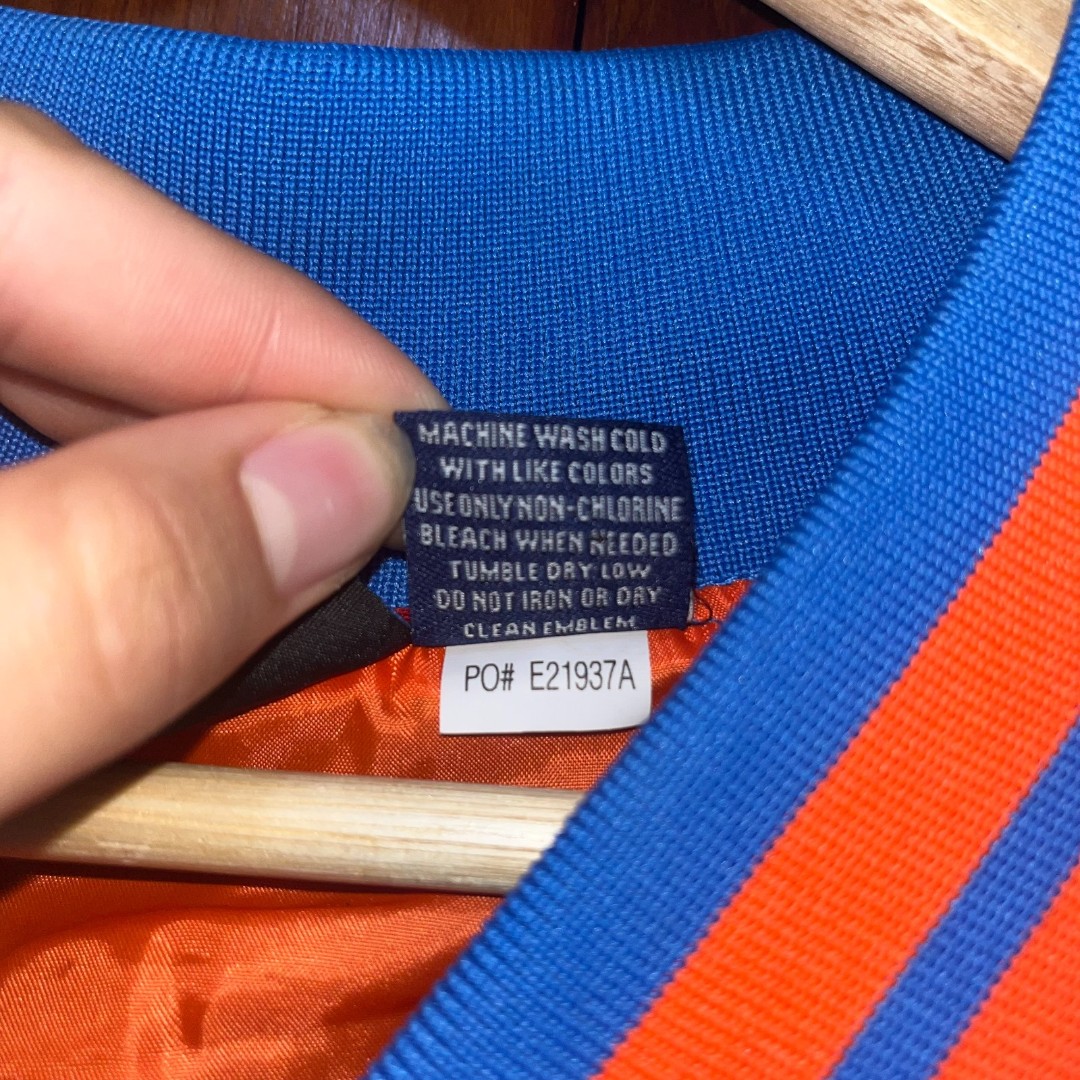 MACHINE WASH COLD
WITH LIKE COLORS
USE ONLY NON-CHLORINE
BLEACH WHEN NEEDED
TUMBLE DRY LOW
DO NOT IRON OR DRY
CLEAN EMBLEM
PO# E21937A